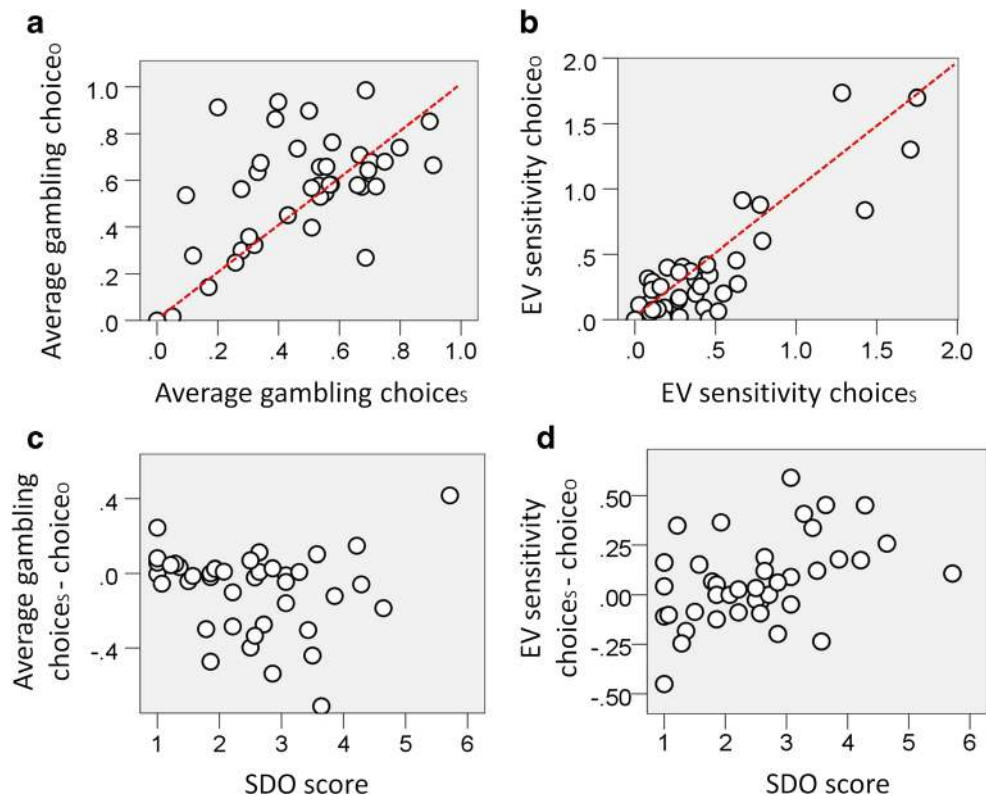 a
Average gambling choiceO
1.0
.8
.6
.4
.2
.0
.0 .2 .4 .6 .8 1.0
Average gambling choiceS
b
EV sensitivity choiceO
2.0
1.5
1.0
.5
.0
.0 0.5 1.0 1.5 2.0
EV sensitivity choiceS
c
Average gambling
choiceS - choiceO
.4
.0
-.4
1 2 3 4 5 6
SDO score
d
EV sensitivity
choiceS - choiceO
.50
.25
.00
-.25
-.50
1 2 3 4 5 6
SDO score